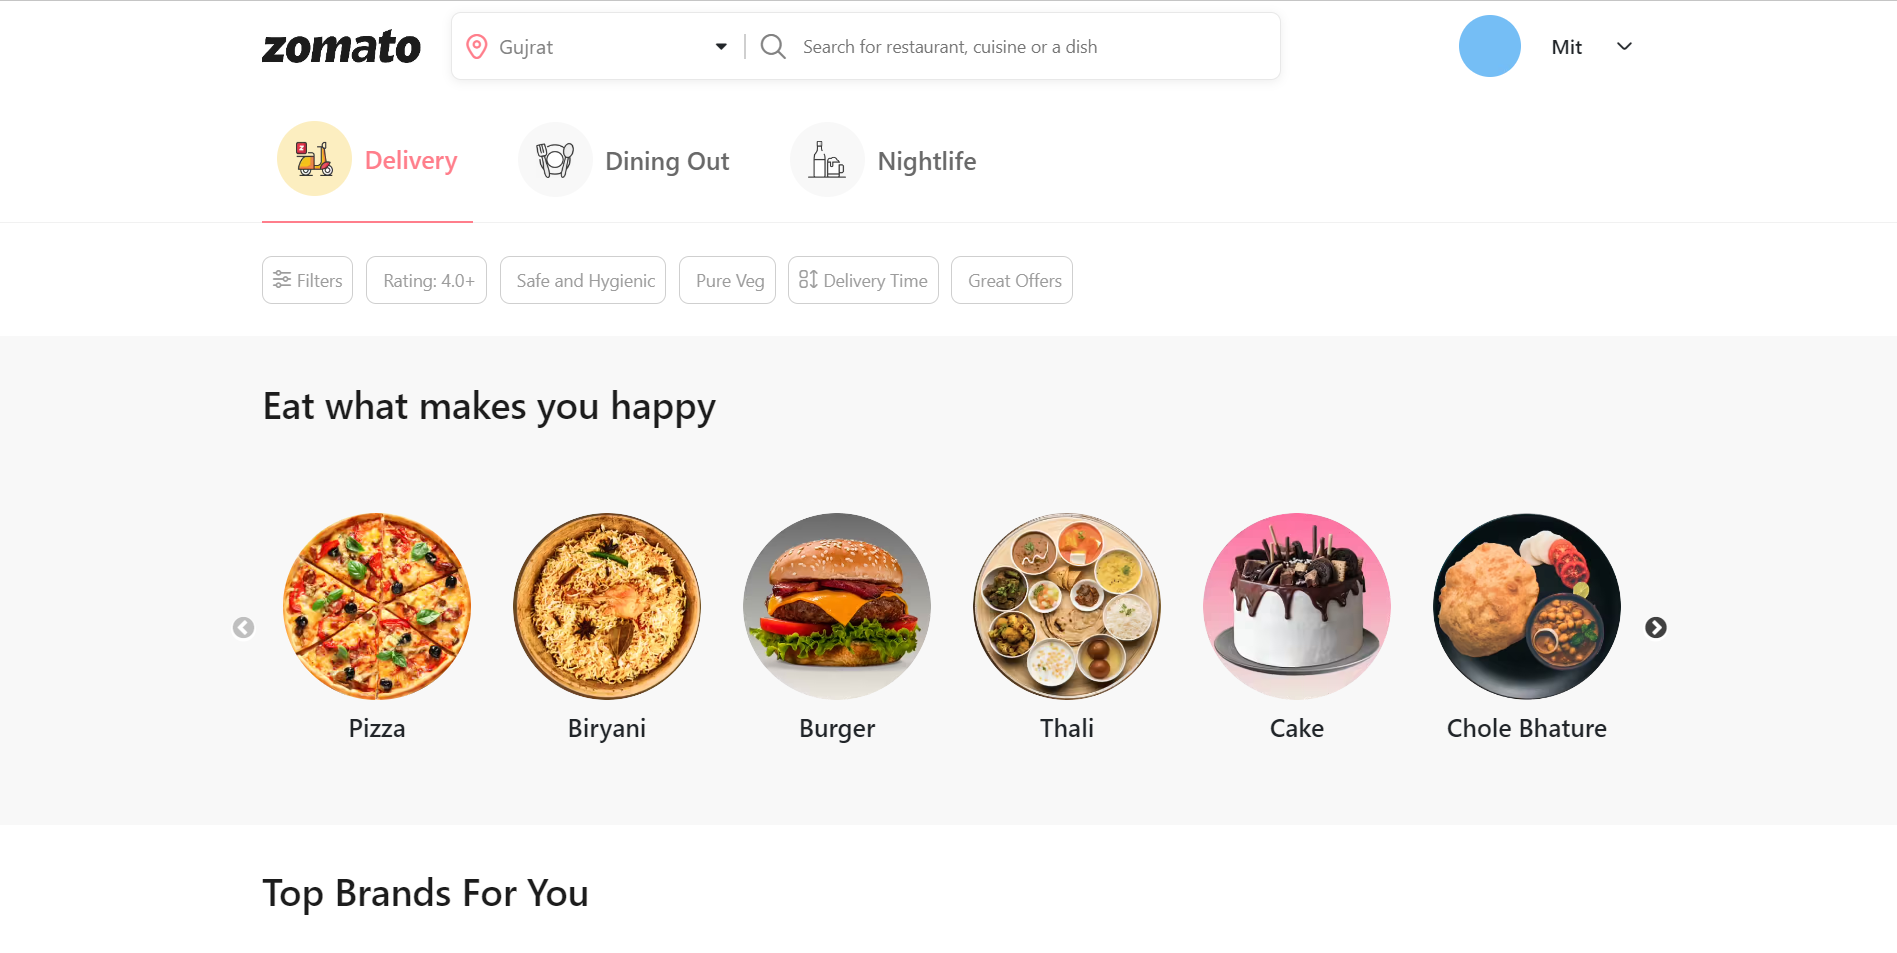 zomato
Gujrat
Search for restaurant, cuisine or a dish
Mit
Delivery
Dining Out
Nightlife
Filters
Rating: 4.0+
Safe and Hygienic
Pure Veg
Delivery Time
Great Offers
Eat what makes you happy
Pizza
Biryani
Burger
Thali
Cake
Chole Bhature
Top Brands For You